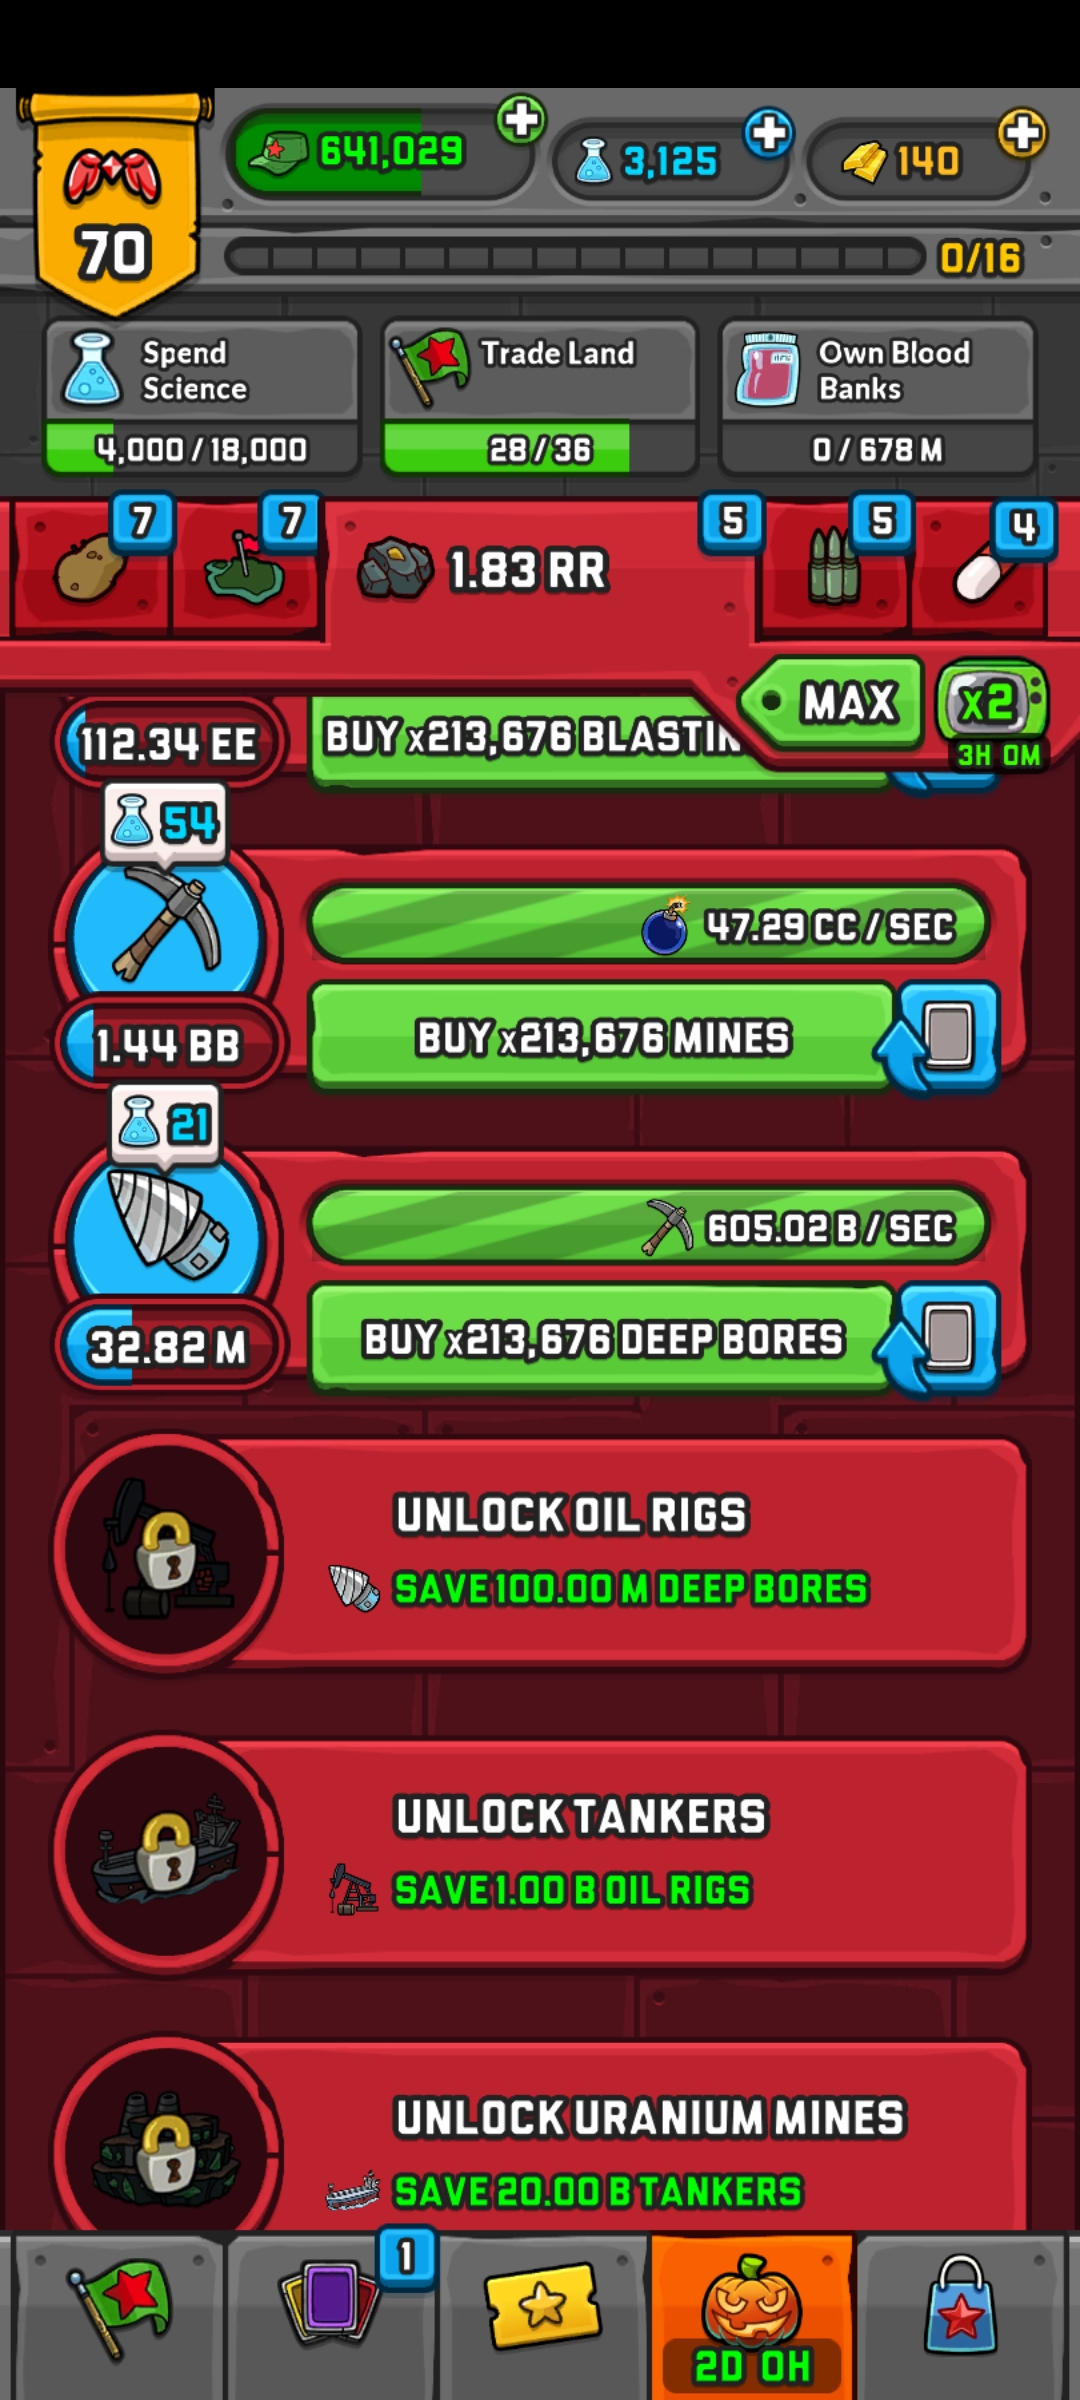 641,029
3,125
140
70
0/16
Spend
Science
4,000/18,000
Trade Land
28/36
Own Blood
Banks
0/678 M
7
7
1.83 RR
5
5
4
MAX
x2
3H 0M
112.34 EE
BUY x213,676
54
47.29 CC/SEC
1.44 BB
BUY x213,676 MINES
21
605.02 B/SEC
32.82 M
BUY x213,676 DEEP BORES
UNLOCK OIL RIGS
SAVE 100.00 M DEEP BORES
UNLOCK TANKERS
SAVE 1.00 B OIL RIGS
UNLOCK URANIUM MINES
SAVE 20.00 B TANKERS
1
2D 0H